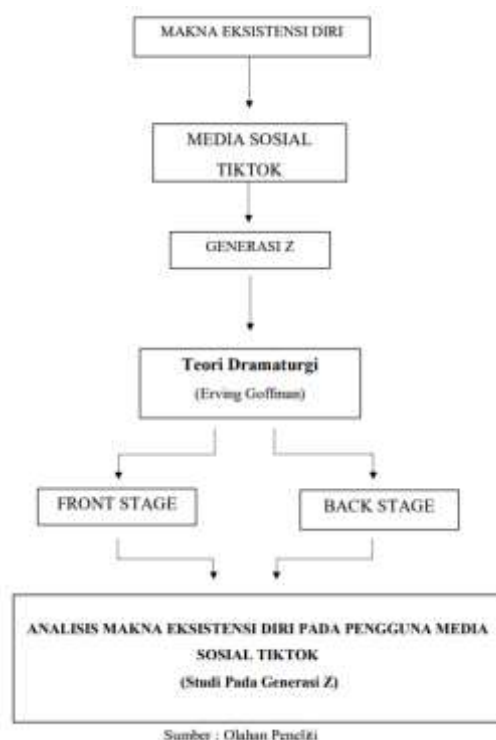 MAKNA EKSISTENSI DIRI
MEDIA SOSIAL
TIKTOK
GENERASI Z
Teori Dramaturgi
(Erving Goffman)
FRONT STAGE
BACK STAGE
ANALISIS MAKNA EKSISTENSI DIRI PADA PENGGUNA MEDIA
SOSIAL TIKTOK
(Studi Pada Generasi Z)
Sumber : Olahan Peneliti